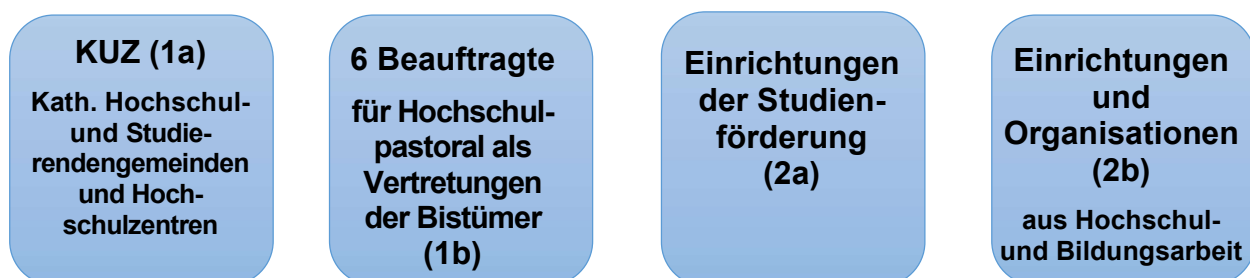 KUZ (1a)
Kath. Hochschul-
und Studie-
rendengemeinden
und Hoch-
schulzentren
6 Beauftragte
für Hochschul-
pastoral als
Vertretungen
der Bistümer
(1b)
Einrichtungen
der Studien-
förderung
(2a)
Einrichtungen
und
Organisationen
(2b)
aus Hochschul-
und Bildungsarbeit